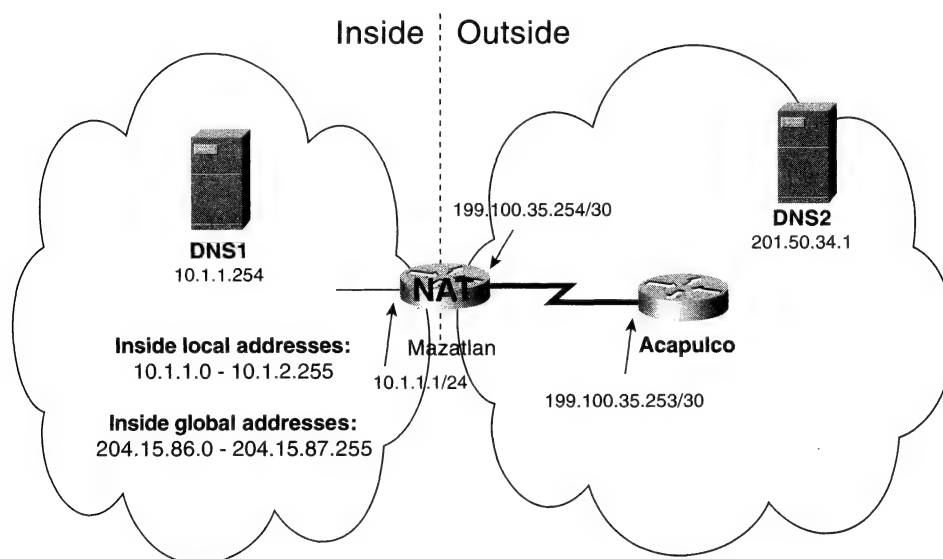 Inside Outside
DNS1
10.1.1.254
199.100.35.254/30
DNS2
201.50.34.1
NAT
Mazatlan
Acapulco
Inside local addresses:
10.1.1.0 - 10.1.2.255
10.1.1.1/24
199.100.35.253/30
Inside global addresses:
204.15.86.0 - 204.15.87.255